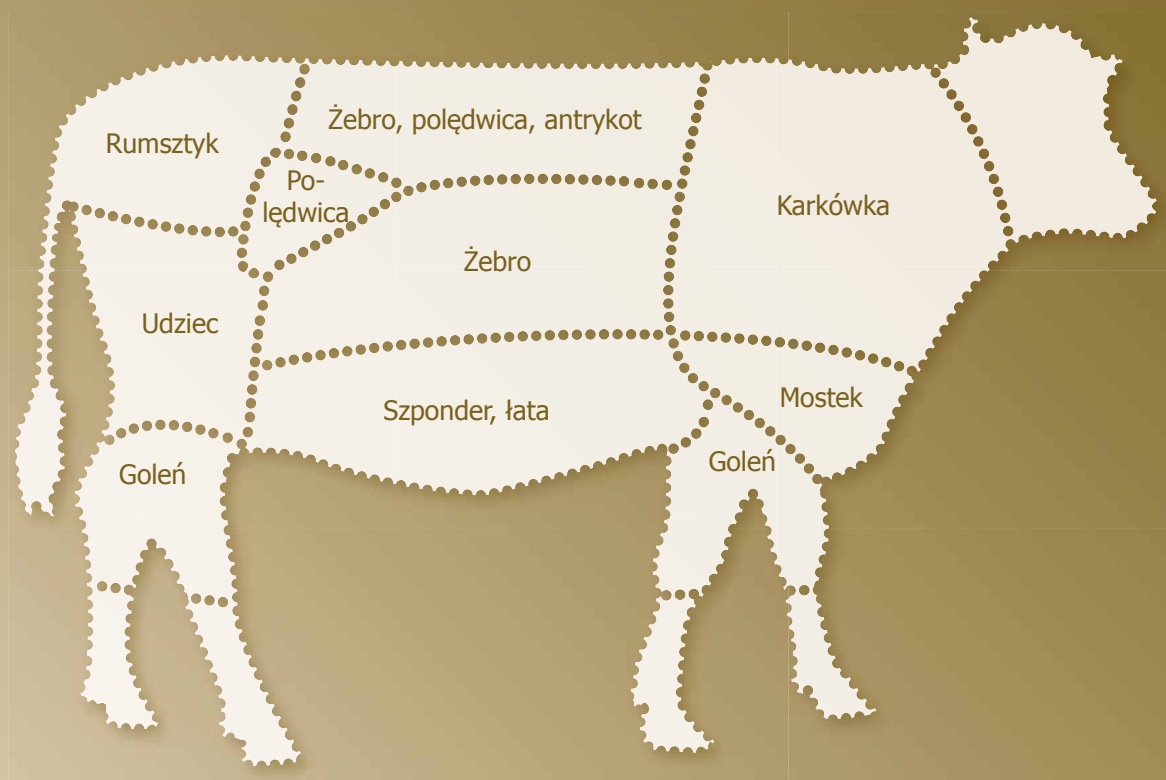 Żebro, polędwica, antrykot
Rumsztyk
Po-
lędwica
Karkówka
Żebro
Udziec
Mostek
Szponder, łata
Goleń
Goleń